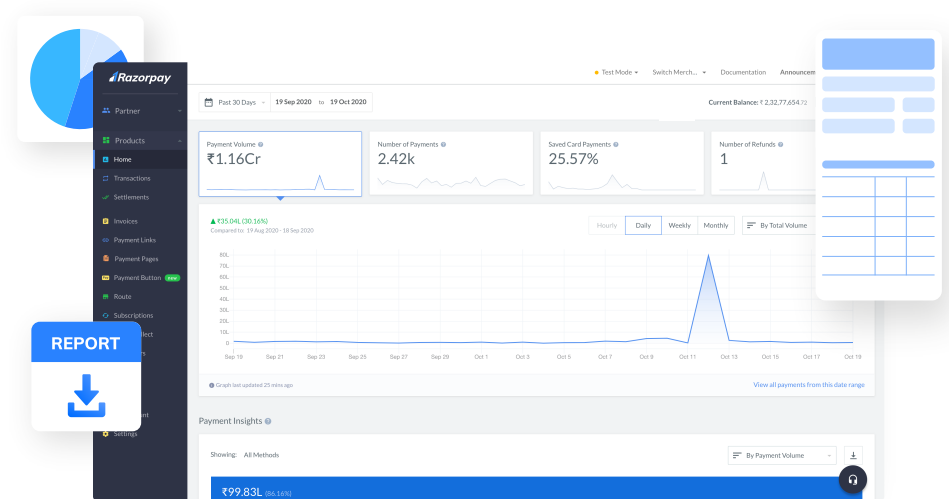 Razorpay
Test Mode
Switch Merch...
Documentation
Announcem
Partner
Past 30 Days
19 Sep 2020 to 19 Oct 2020
Current Balance: ₹ 2,32,77,654.72
Products
Home
Transactions
Settlements
Invoices
Payment Links
Payment Pages
Payment Button new
Route
Subscriptions
llect
s
nt
Settings
REPORT
Payment Volume
₹1.16Cr
Number of Payments
2.42k
Saved Card Payments
25.57%
Number of Refunds
1
₹35.04L (30.16%)
Compared to: 19 Aug 2020 - 18 Sep 2020
Hourly
Daily
Weekly
Monthly
By Total Volume
80L
70L
60L
50L
40L
30L
20L
10L
0
Sep 19 Sep 21 Sep 23 Sep 25 Sep 27 Sep 29 Oct 1 Oct 3 Oct 5 Oct 7 Oct 9 Oct 11 Oct 13 Oct 15 Oct 17 Oct 19
Graph last updated 25 mins ago
View all payments from this date range
Payment Insights
Showing: All Methods
By Payment Volume
₹99.83L (86.16%)